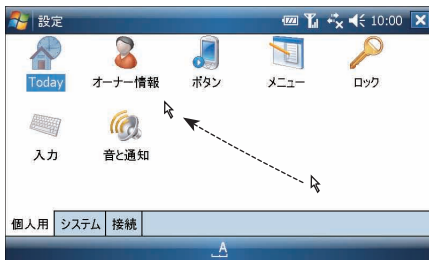 設定 10:00
Today オーナー情報 ボタン メニュー ロック
入力 音と通知
個人用 システム 接続
A